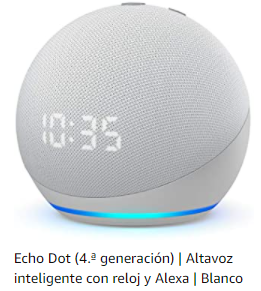 10:35
Echo Dot (4.ª generación) | Altavoz
inteligente con reloj y Alexa | Blanco